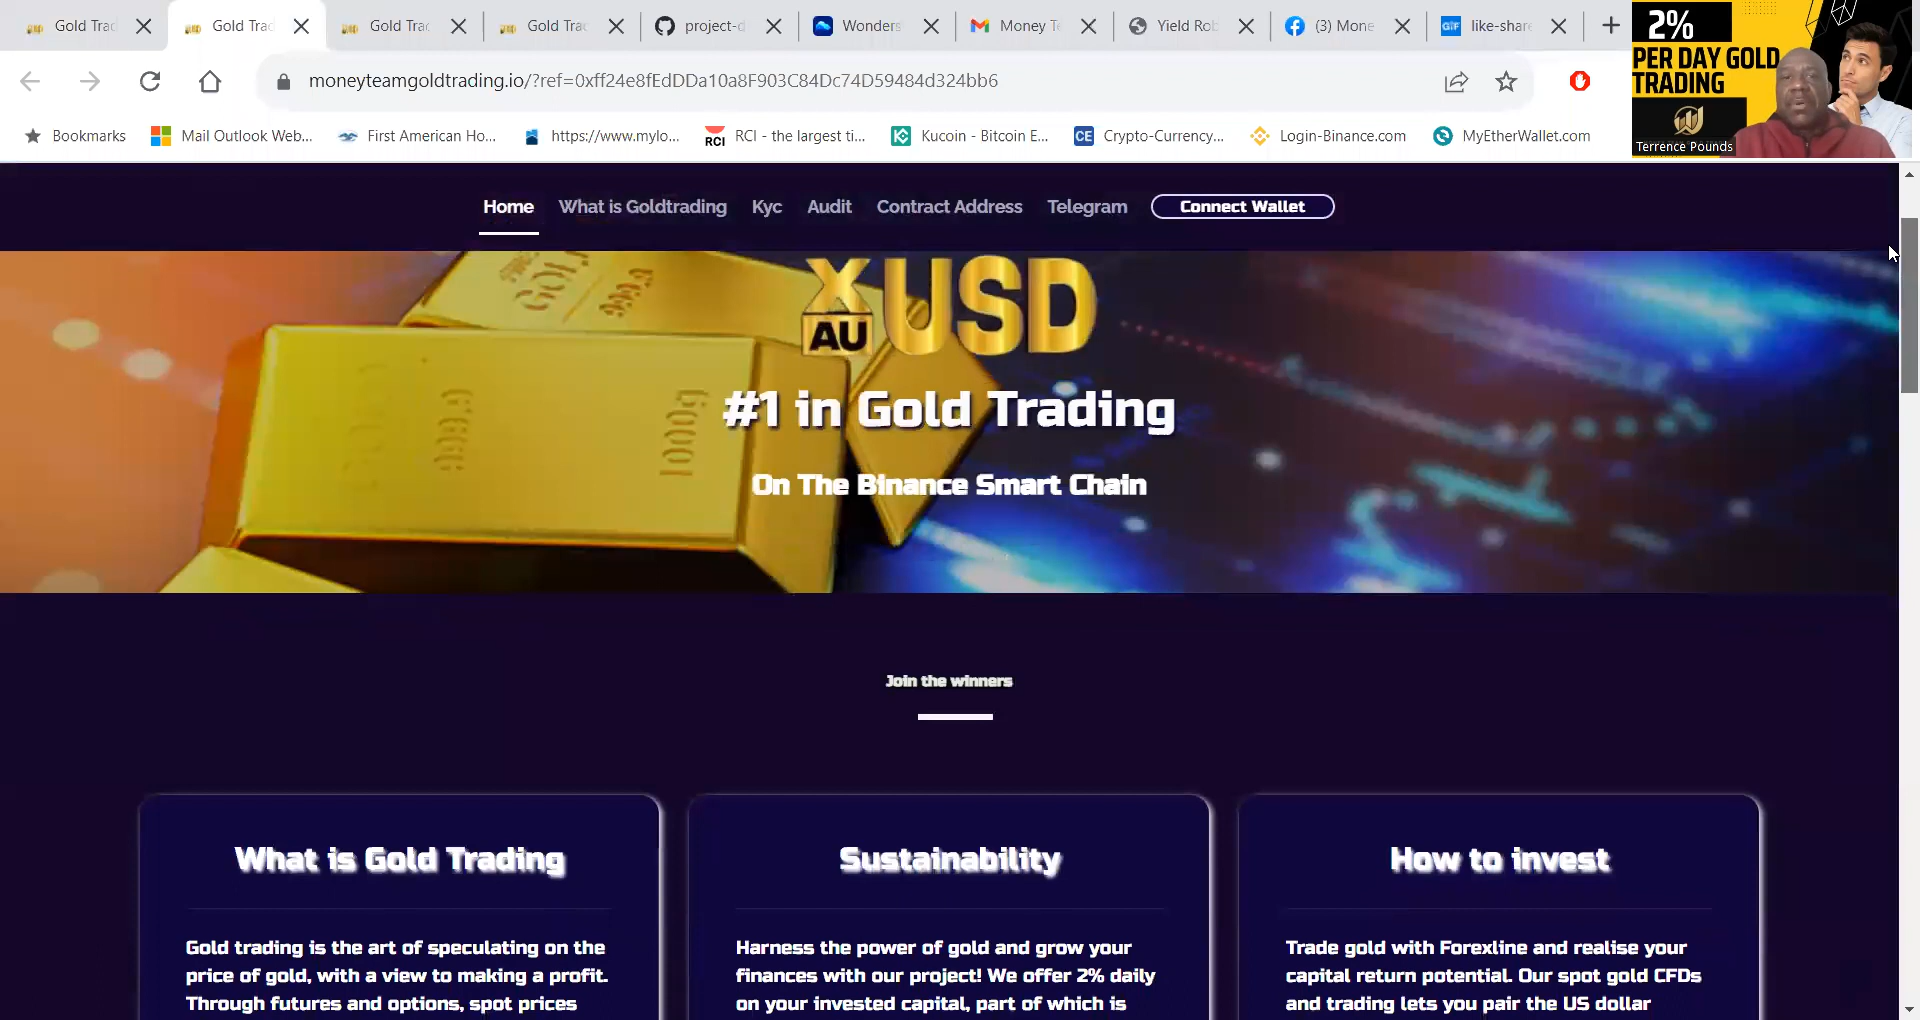 Gold Trad
Gold Trad
Gold Trac
Gold Trac
project-d
Wonders
Money Te
Yield Rob
(3) Mone
GIF
like-share
moneyteamgoldtrading.io/?ref=0xff24e8fEdDDa10a8F903C84Dc74D59484d324bb6
Bookmarks
Mail Outlook Web...
First American Ho...
https://www.mylo...
RCI
RCI - the largest ti...
Kucoin - Bitcoin E...
CE
Crypto-Currency...
Login-Binance.com
MyEtherWallet.com
2%
PER DAY GOLD
TRADING
Terrence Pounds
Home
What is Goldtrading
Kyc
Audit
Contract Address
Telegram
Connect Wallet
XAUUSD
#1 in Gold Trading
On The Binance Smart Chain
Join the winners
What is Gold Trading
Gold trading is the art of speculating on the
price of gold, with a view to making a profit.
Through futures and options, spot prices
Sustainability
Harness the power of gold and grow your
finances with our project! We offer 2% daily
on your invested capital, part of which is
How to invest
Trade gold with Forexline and realise your
capital return potential. Our spot gold CFDs
and trading lets you pair the US dollar